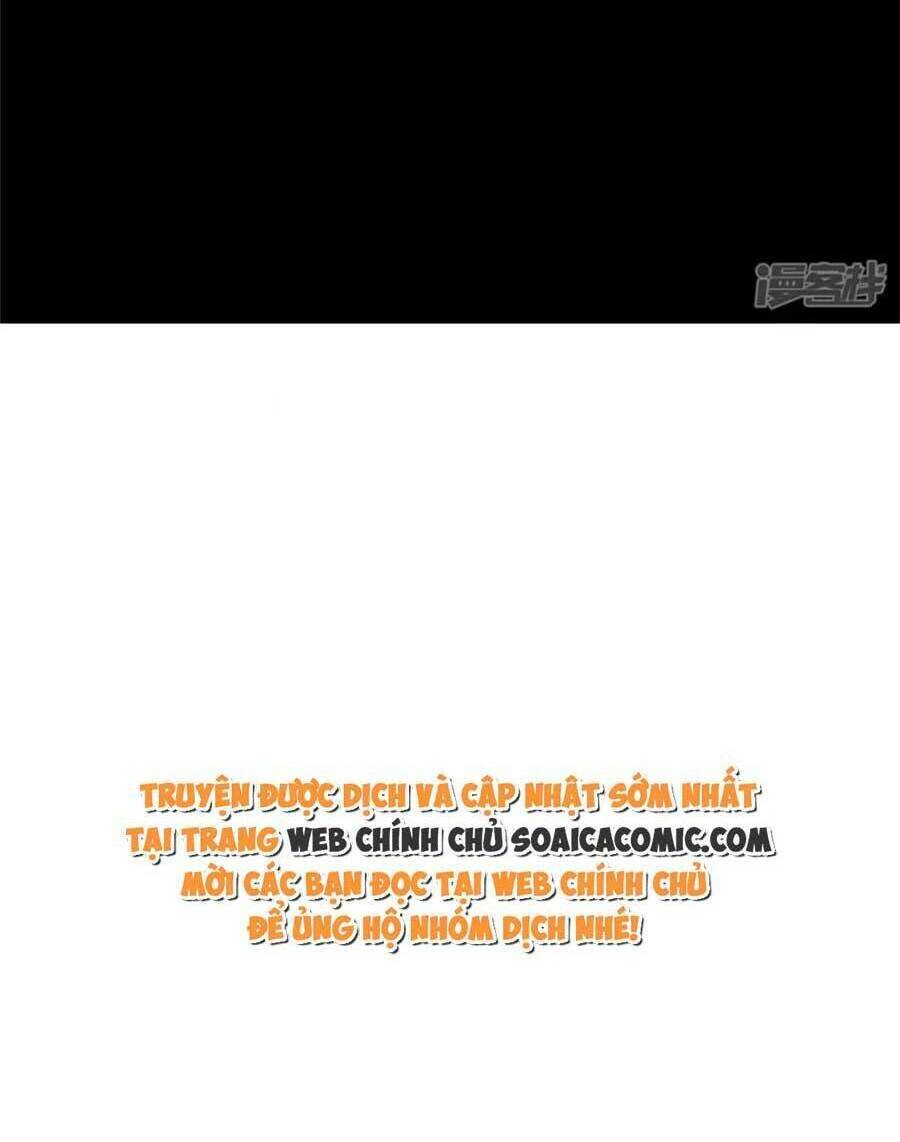 漫客栈
TRUYỆN ĐƯỢC DỊCH VÀ CẬP NHẬT SỚM NHẤT
TẠI TRANG WEB CHÍNH CHỦ SOAICACOMIC.COM
MỜI CÁC BẠN ĐỌC TẠI WEB CHÍNH CHỦ
ĐỂ ỦNG HỘ NHÓM DỊCH NHÉ!